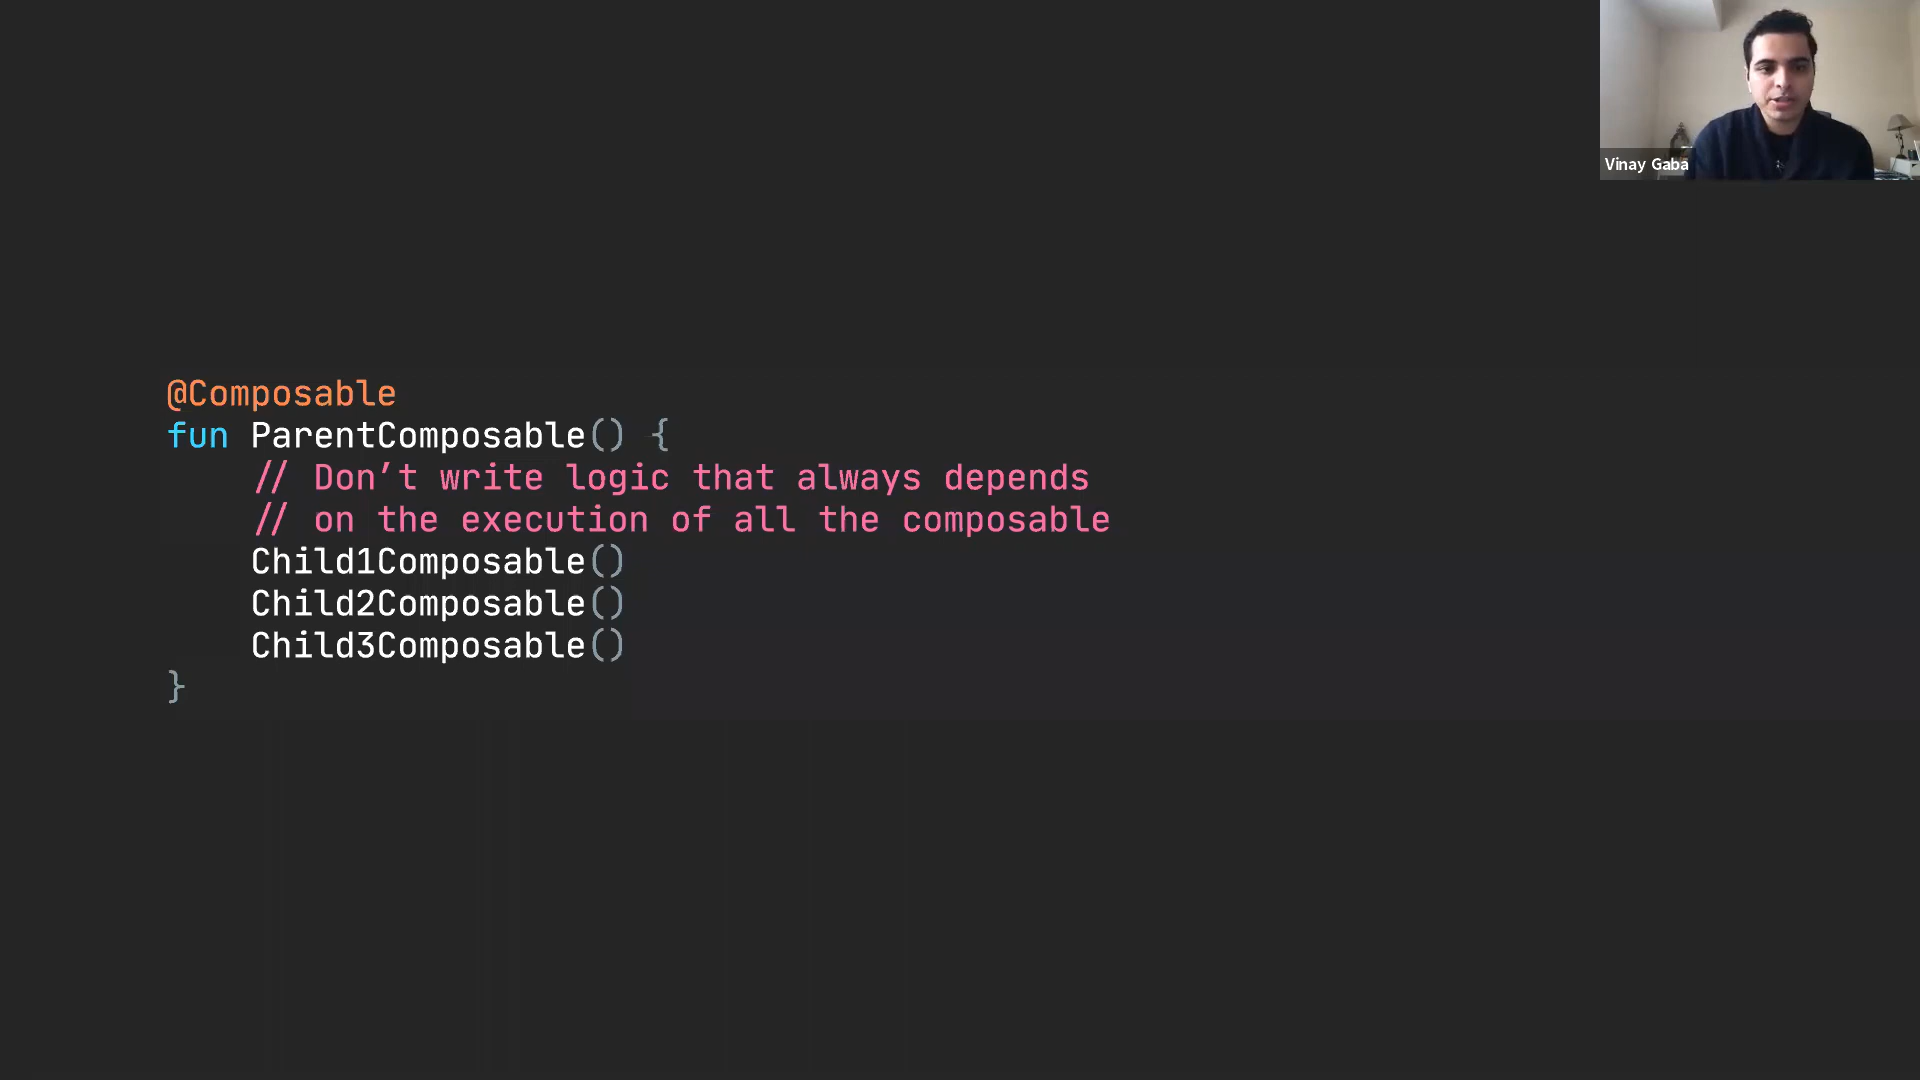 Vinay Gaba
@Composable
fun ParentComposable() {
// Don’t write logic that always depends
// on the execution of all the composable
Child1Composable()
Child2Composable()
Child3Composable()
}